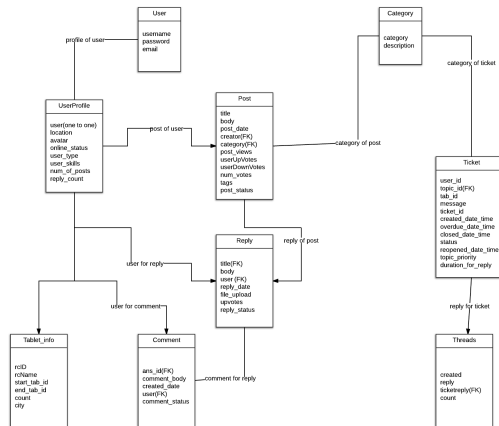 User
username
password
email
profile of user
Category
category
description
category of ticket
UserProfile
user(one to one)
location
avatar
online_status
user_type
user_skills
num_of_posts
reply_count
post of user
Post
title
body
post_date
creator(FK)
category(FK)
post_views
userUpVotes
userDownVotes
num_votes
tags
post_status
category of post
Ticket
user_id
topic_id(FK)
tab_id
message
ticket_id
created_date_time
overdue_date_time
closed_date_time
status
reopened_date_time
topic_priority
duration_for_reply
reply of post
Reply
title(FK)
body
user (FK)
reply_date
file_upload
upvotes
reply_status
user for reply
user for comment
reply for ticket
Tablet_info
rcID
rcName
start_tab_id
end_tab_id
count
city
Comment
ans_id(FK)
comment_body
created_date
user(FK)
comment_status
comment for reply
Threads
created
reply
ticketreply(FK)
count